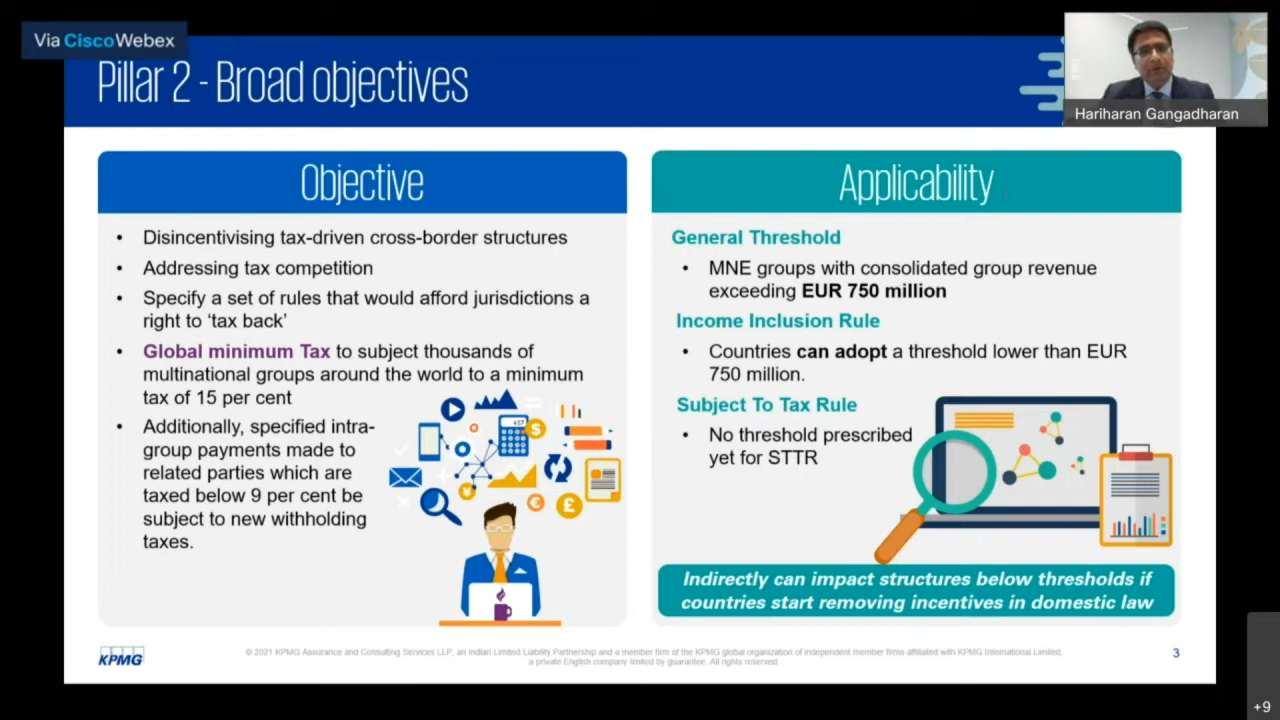 Via CiscoWebex
Pillar 2 - Broad objectives
Hariharan Gangadharan
Objective
• Disincentivising tax-driven cross-border structures
• Addressing tax competition
• Specify a set of rules that would afford jurisdictions a
right to ‘tax back’
• Global minimum Tax to subject thousands of
multinational groups around the world to a minimum
tax of 15 per cent
• Additionally, specified intra-
group payments made to
related parties which are
taxed below 9 per cent be
subject to new withholding
taxes.
Applicability
General Threshold
• MNE groups with consolidated group revenue
exceeding EUR 750 million
Income Inclusion Rule
• Countries can adopt a threshold lower than EUR
750 million.
Subject To Tax Rule
• No threshold prescribed
yet for STTR
Indirectly can impact structures below thresholds if
countries start removing incentives in domestic law
KPMG
© 2021 KPMG Assurance and Consulting Services LLP, an Indian Limited Liability Partnership and a member firm of the KPMG global organization of independent member firms affiliated with KPMG International Limited,
a private English company limited by guarantee. All rights reserved.
3
+9